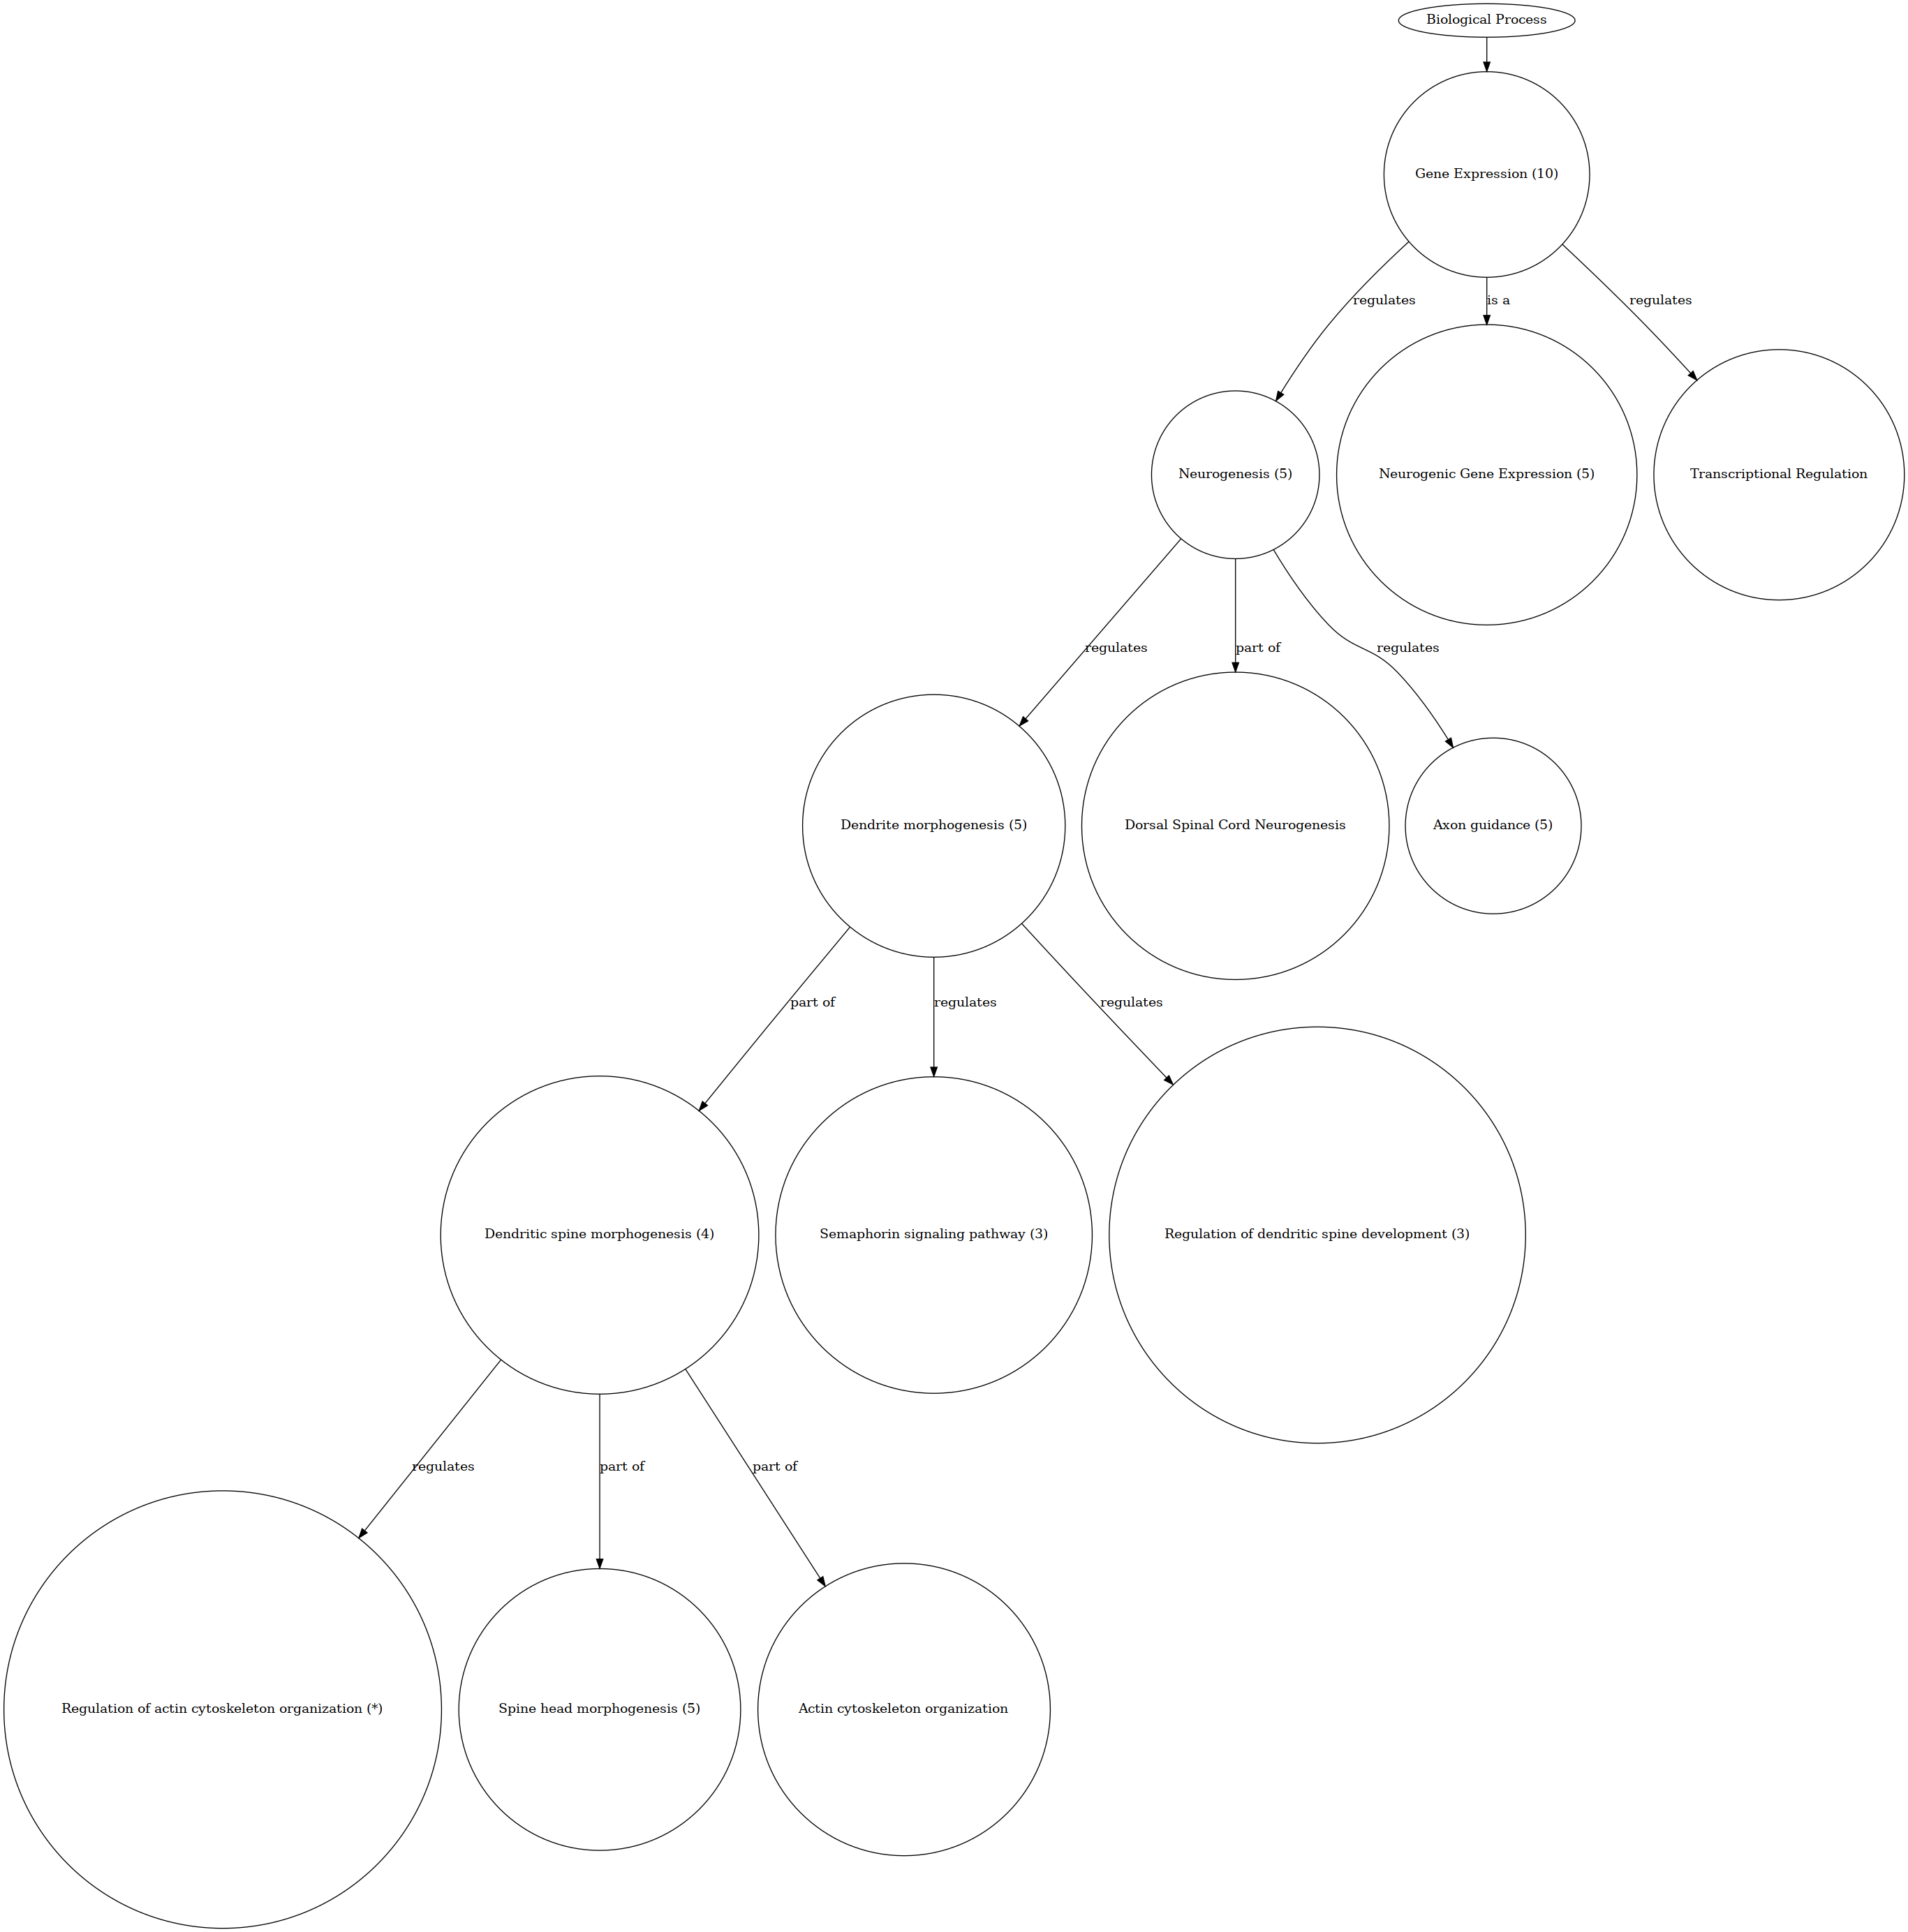 Biological Process
Gene Expression (10)
regulates
is a
regulates
Neurogenesis (5)
Neurogenic Gene Expression (5)
Transcriptional Regulation
regulates
part of
regulates
Dendrite morphogenesis (5)
Dorsal Spinal Cord Neurogenesis
Axon guidance (5)
part of
regulates
regulates
Dendritic spine morphogenesis (4)
Semaphorin signaling pathway (3)
Regulation of dendritic spine development (3)
regulates
part of
part of
Regulation of actin cytoskeleton organization (*)
Spine head morphogenesis (5)
Actin cytoskeleton organization